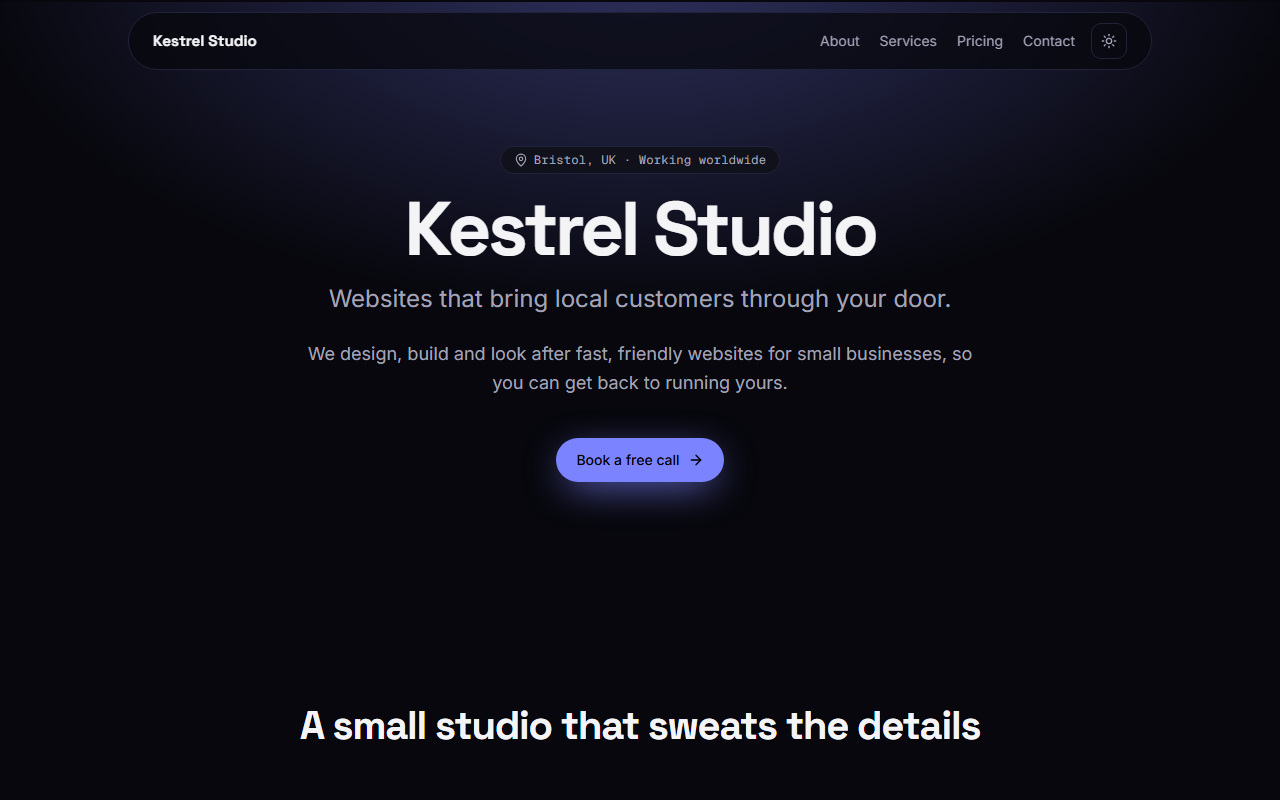 Kestrel Studio
About Services Pricing Contact
Bristol, UK · Working worldwide
Kestrel Studio
Websites that bring local customers through your door.
We design, build and look after fast, friendly websites for small businesses, so
you can get back to running yours.
Book a free call
A small studio that sweats the details